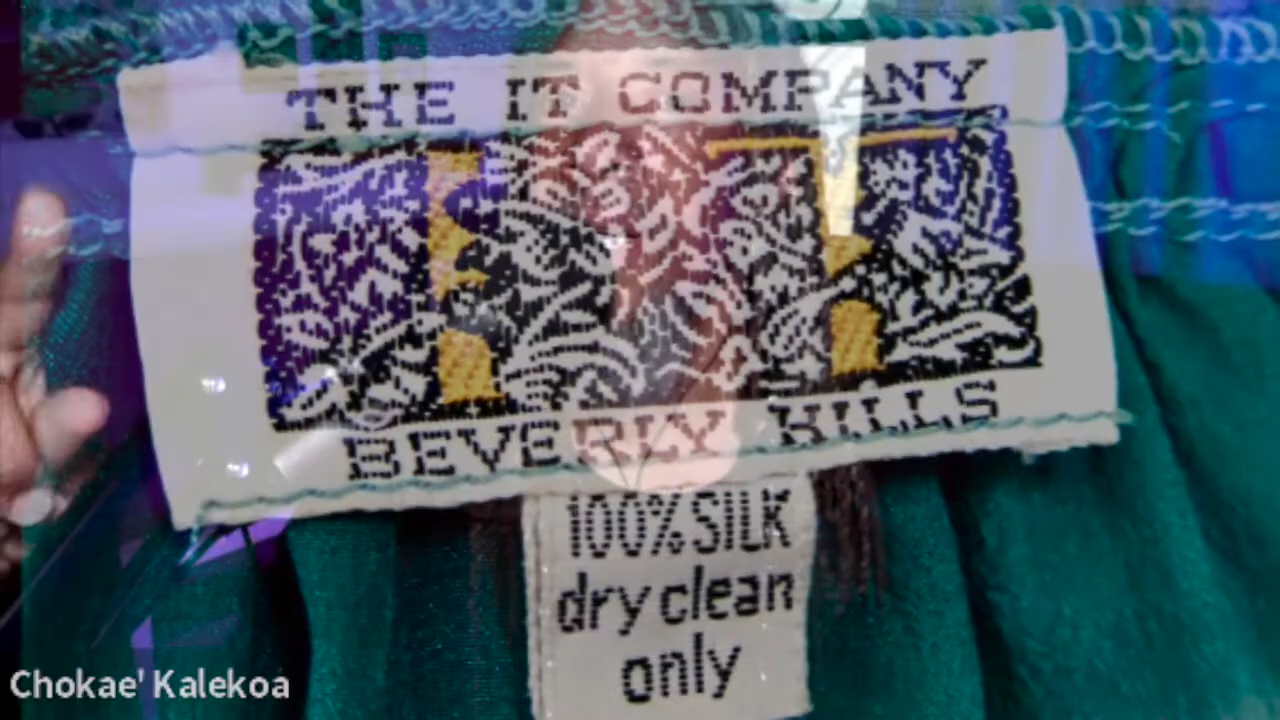 THE IT COMPANY
BEVERLY HILLS
100% SILK
dry clean
only
Chokae' Kalekoa